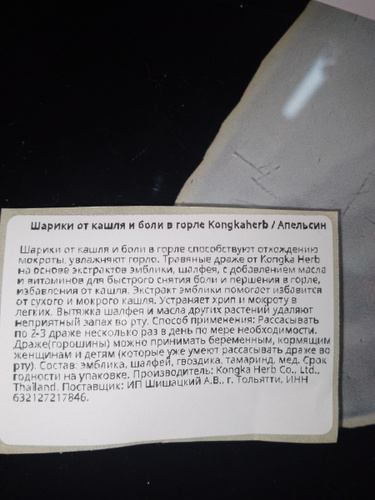 Шарики от кашля и боли в горле Kongkaherb / Апельсин
Шарики от кашля и боли в горле способствуют отхождению
мокроты, увлажняют горло. Травяные драже от Kongka Herb
на основе экстрактов эмблики, шалфея, с добавлением масла
и витоминов для быстрого снятия боли и першения в горле,
избавления от кашля. Экстракт эмблики помогает избавится
от сухого и мокрого кашля. Устраняет хрип и мокроту в
легких. Вытяжка шалфея и масла других растений удаляют
неприятный запах во рту. Способ применения: Рассасывать
по 2-3 драже несколько раз в день по мере необходимости.
Драже(горошины) можно принимать беременным, кормящим
женщинам и детям (которые уже умеют рассасывать драже во
рту). Состав: эмблика, шалфей, гвоздика, тамаринд, мед. Срок
годности на упаковке. Производитель: Kongka Herb Co., Ltd.,
Thailand. Поставщик: ИП Шишацкий А.В., г. Тольятти, ИНН
632127217846.